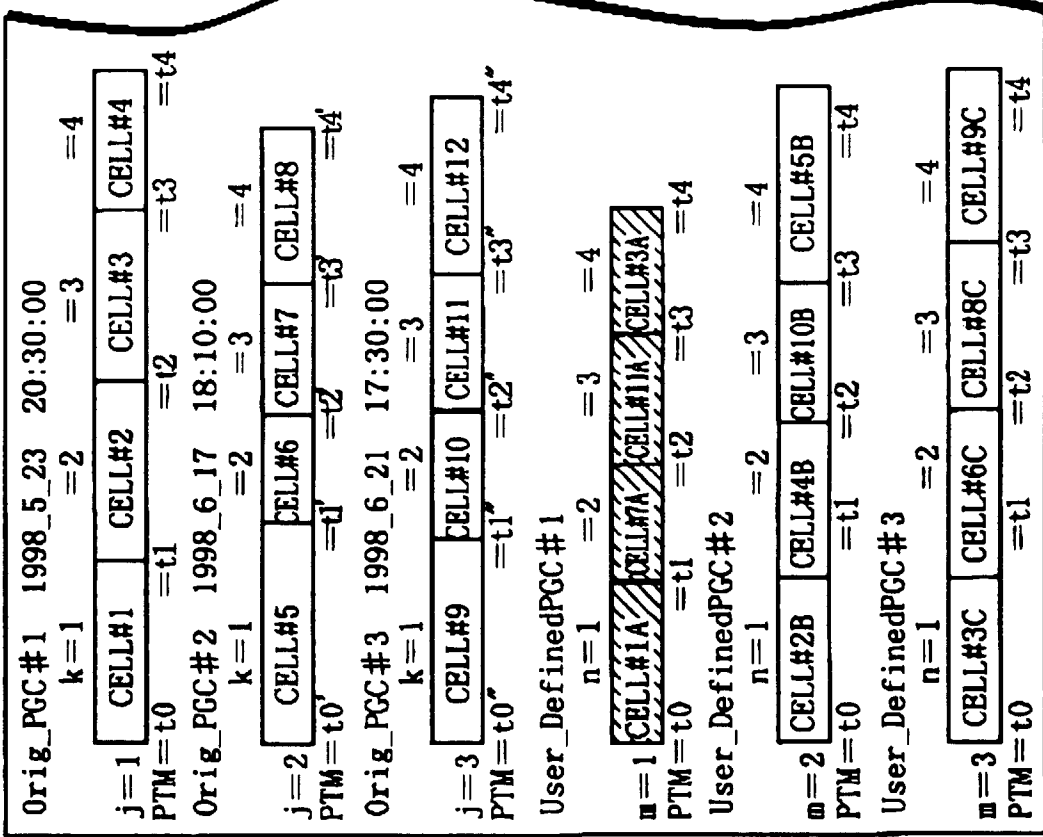 Orig_PGC#1 1998_5_23 20:30:00
k=1 =2 =3 =4
j=1 CELL#1 CELL#2 CELL#3 CELL#4
PTM=t0 =t1 =t2 =t3 =t4
Orig_PGC#2 1998_6_17 18:10:00
k=1 =2 =3 =4
j=2 CELL#5 CELL#6 CELL#7 CELL#8
PTM=t0' =t1' =t2' =t3' =t4'
Orig_PGC#3 1998_6_21 17:30:00
k=1 =2 =3 =4
j=3 CELL#9 CELL#10 CELL#11 CELL#12
PTM=t0" =t1" =t2" =t3" =t4"
User_DefinedPGC#1
n=1 =2 =3 =4
m=1 CELL#1A CELL#7A CELL#11A CELL#3A
PTM=t0 =t1 =t2 =t3 =t4
User_DefinedPGC#2
n=1 =2 =3 =4
m=2 CELL#2B CELL#4B CELL#10B CELL#5B
PTM=t0 =t1 =t2 =t3 =t4
User_DefinedPGC#3
n=1 =2 =3 =4
m=3 CELL#3C CELL#6C CELL#8C CELL#9C
PTM=t0 =t1 =t2 =t3 =t4